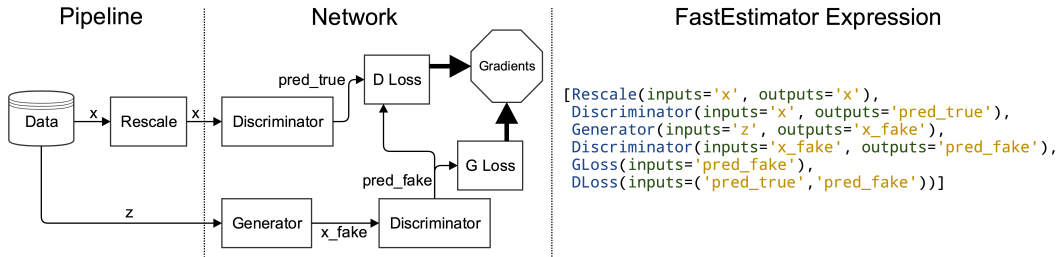 Pipeline
Network
FastEstimator Expression
Data
x
Rescale
x
Discriminator
pred_true
D Loss
Gradients
G Loss
pred_fake
z
Generator
x_fake
Discriminator
[Rescale(inputs='x', outputs='x'),
Discriminator(inputs='x', outputs='pred_true'),
Generator(inputs='z', outputs='x_fake'),
Discriminator(inputs='x_fake', outputs='pred_fake'),
GLoss(inputs='pred_fake'),
DLoss(inputs=('pred_true','pred_fake'))]